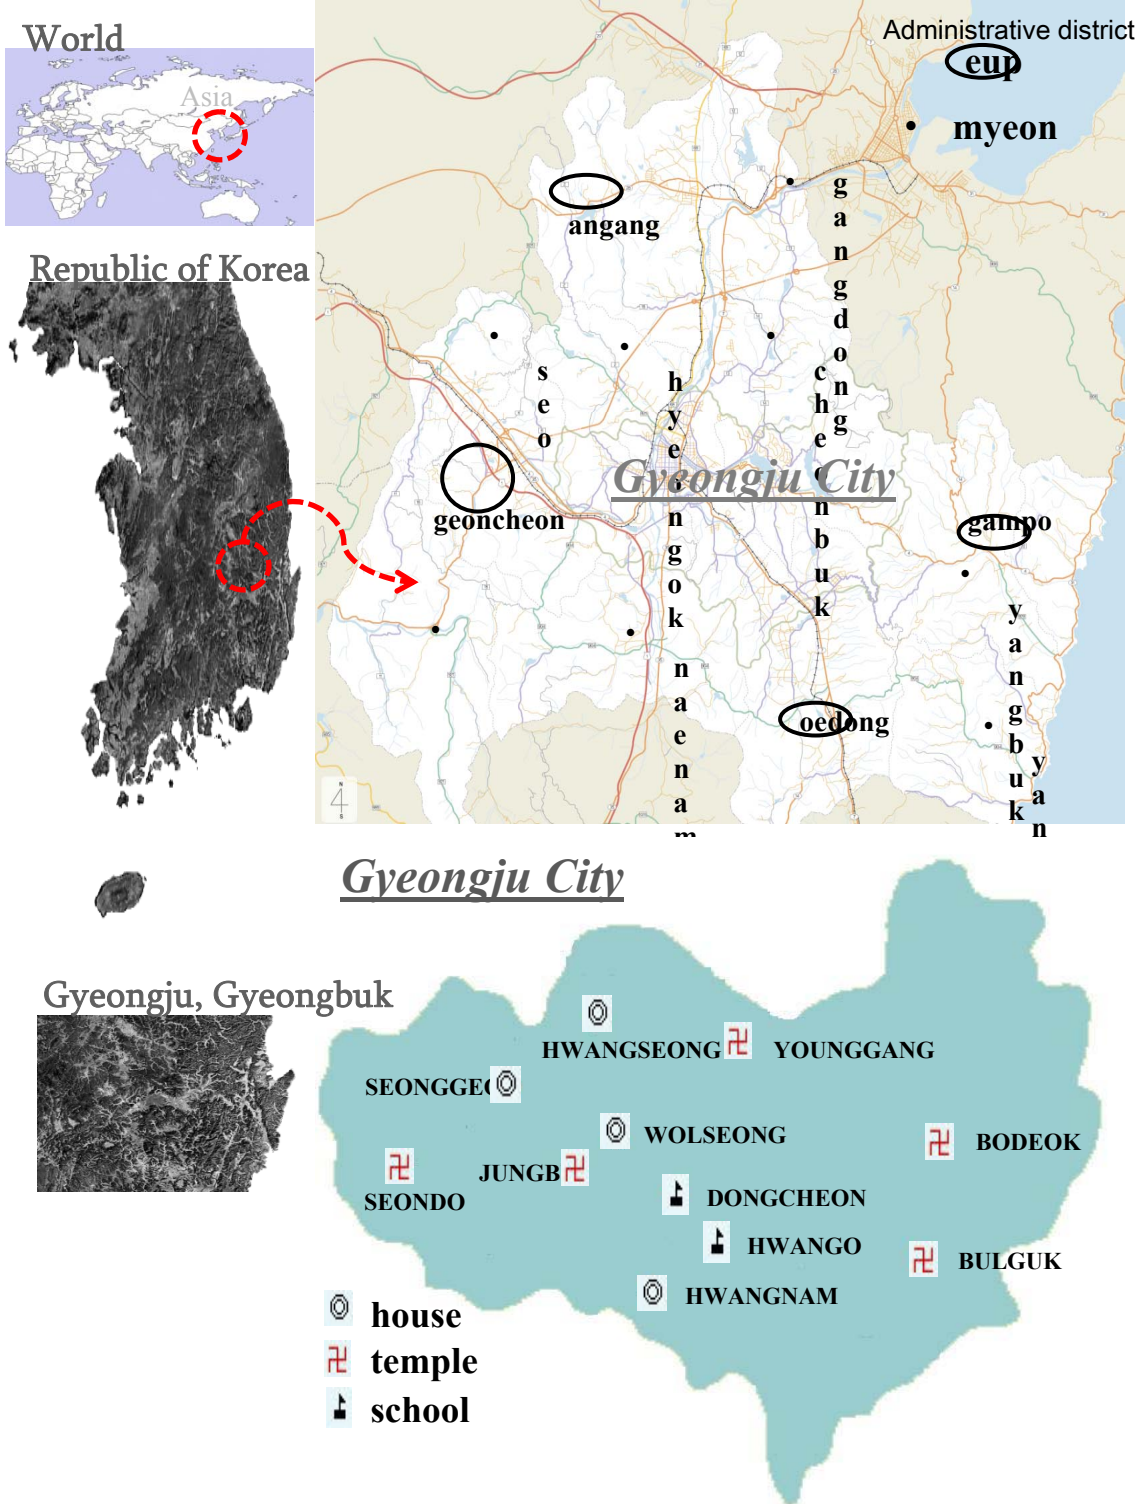 World
Asia
Administrative district
eup
myeon
angang
gangdong
Republic of Korea
seo
hyeongok
cheonbuk
Gyeongju City
geoncheon
gampo
yangbuk
naenam
oedong
yan
Gyeongju City
Gyeongju, Gyeongbuk
HWANGSEONG
YOUNGGANG
SEONGGEO
WOLSEONG
BODEOK
JUNGB
SEONDO
DONGCHEON
HWANGO
BULGUK
HWANGNAM
house
temple
school